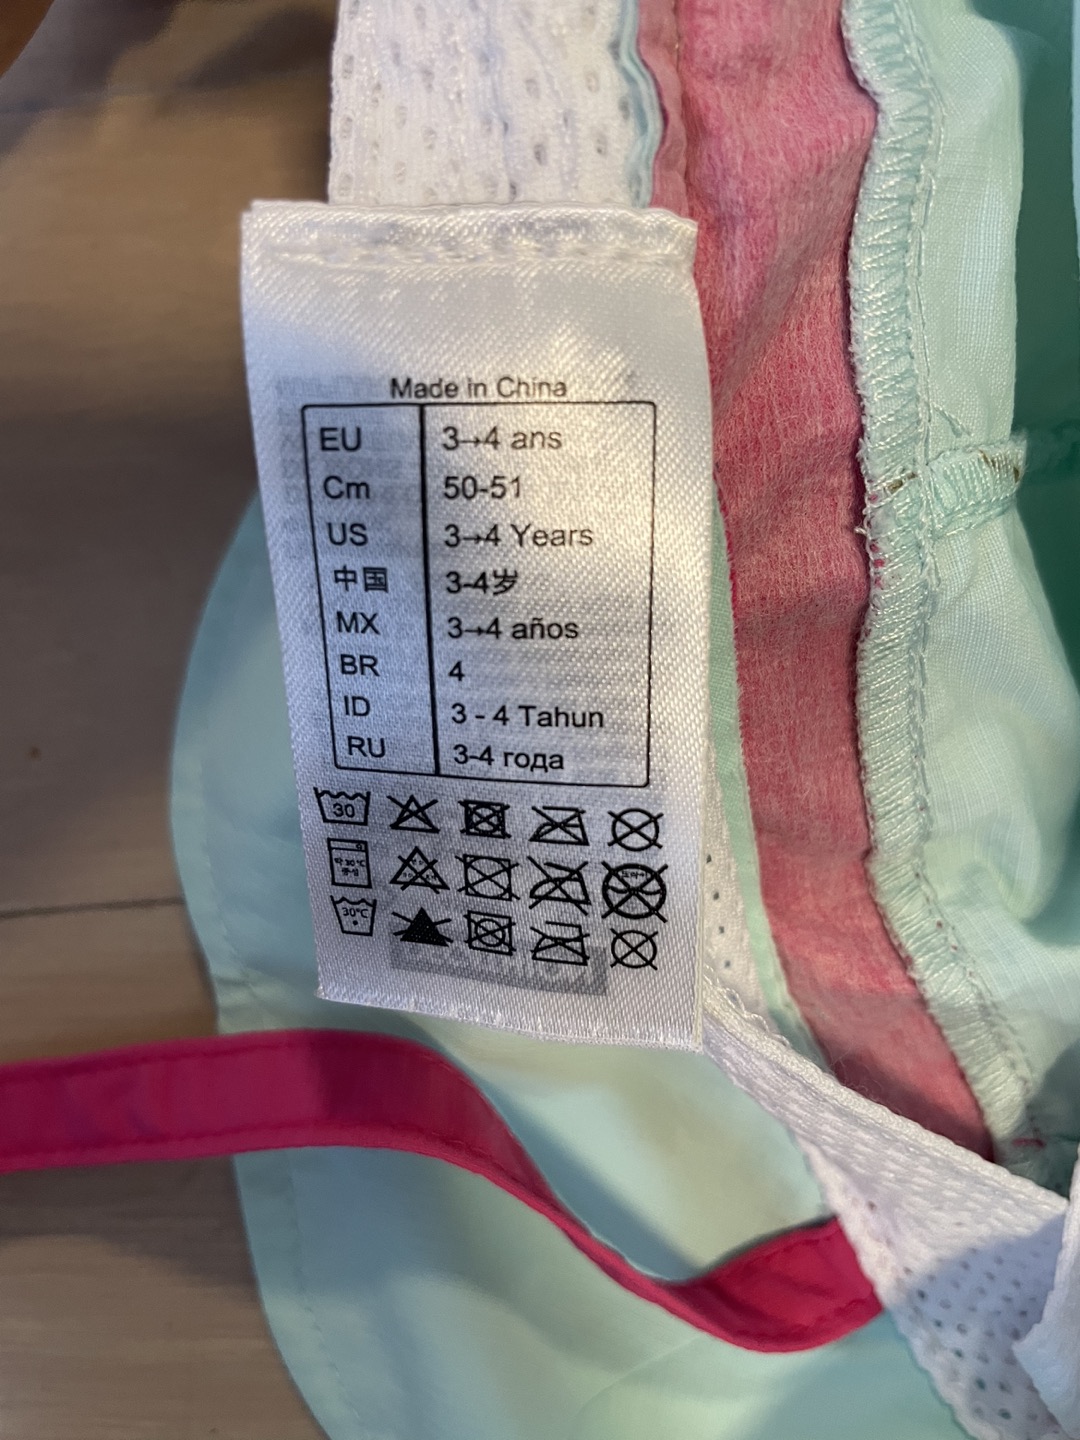 Made in China
EU 3→4 ans
Cm 50-51
US 3→4 Years
中国 3-4岁
MX 3→4 años
BR 4
ID 3 - 4 Tahun
RU 3-4 года
30
30°C